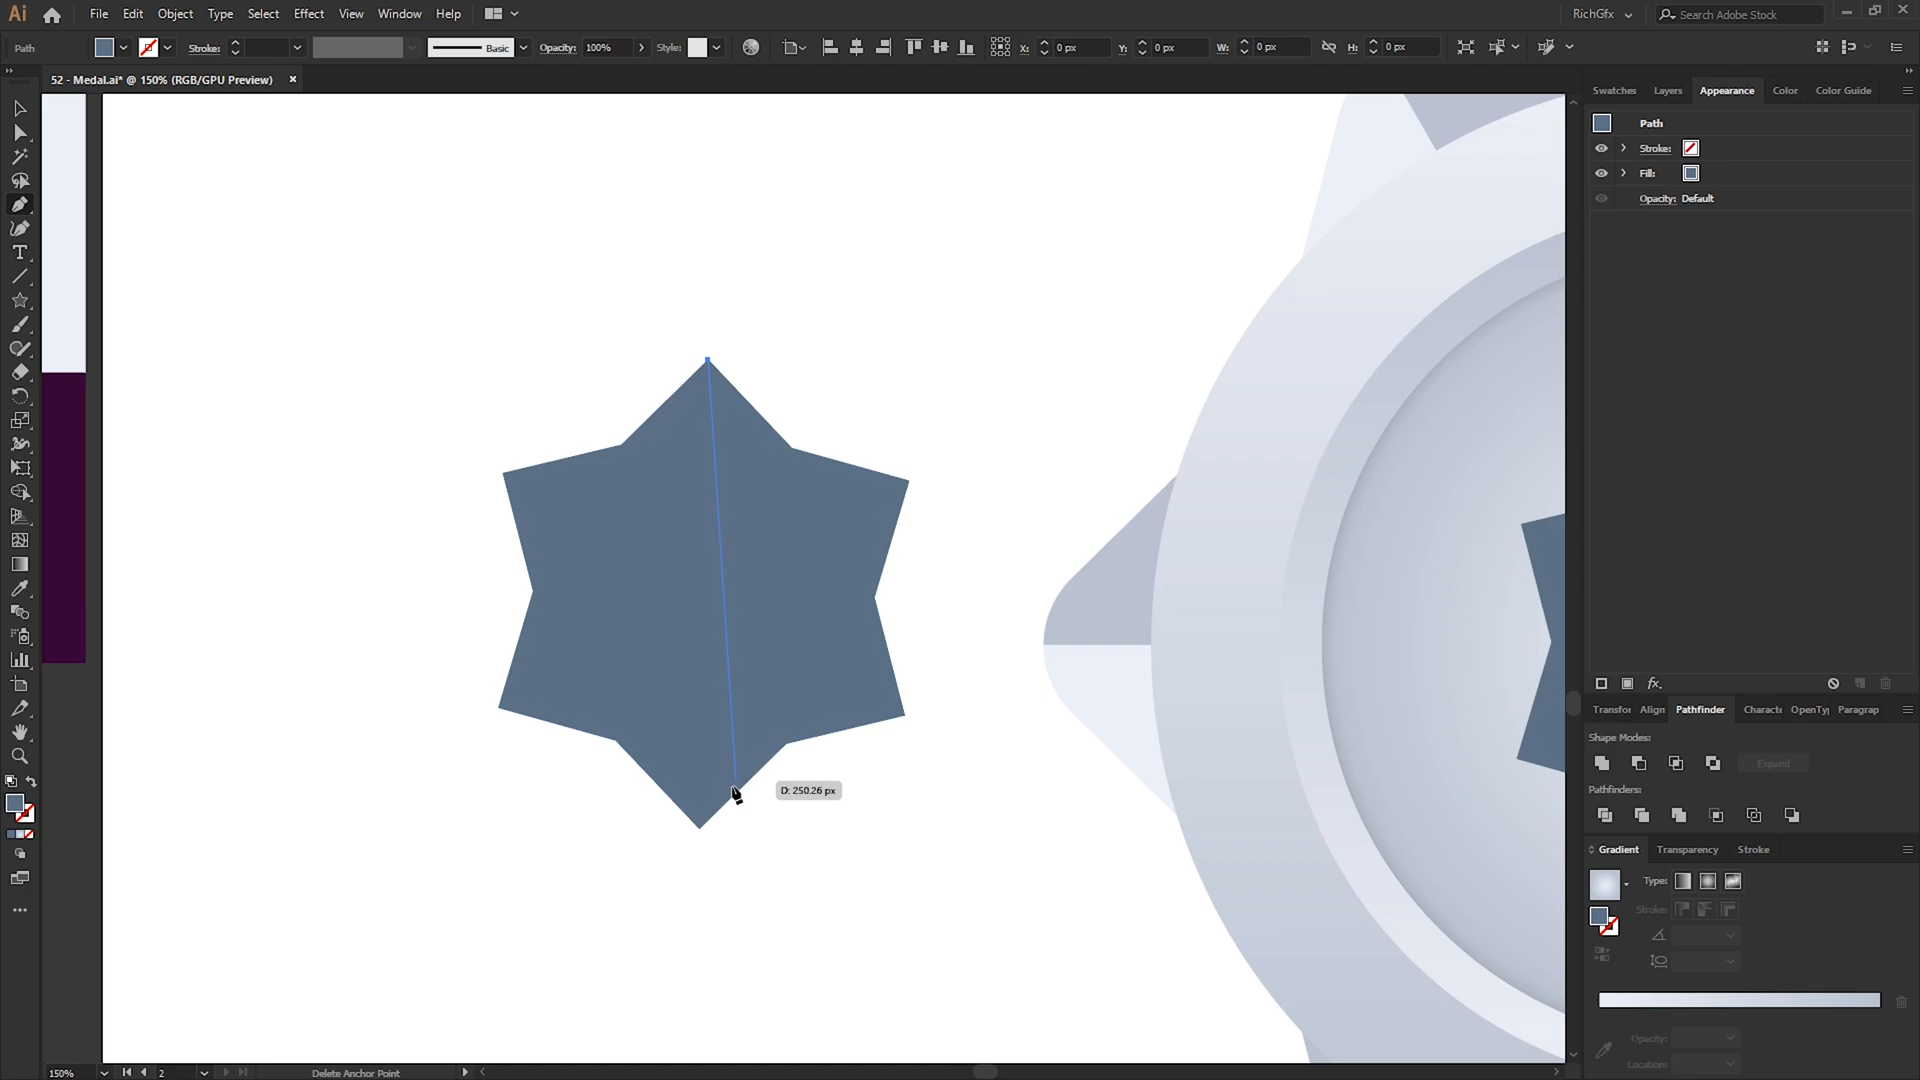 Ai File Edit Object Type Select Effect View Window Help RichGfx Search Adobe Stock
Path Stroke: Basic Opacity: 100% Style: X: 0 px Y: 0 px W: 0 px H: 0 px
52 - Medal.ai* @ 150% (RGB/GPU Preview) ×
Swatches Layers Appearance Color Color Guide
Path
Stroke:
Fill:
Opacity: Default
fx.
Transfor Align Pathfinder Characte OpenTy Paragrap
Shape Modes:
Expand
D: 250.26 px
Pathfinders:
Gradient Transparency Stroke
Type:
Stroke:
Opacity:
Location:
150% 2 Delete Anchor Point